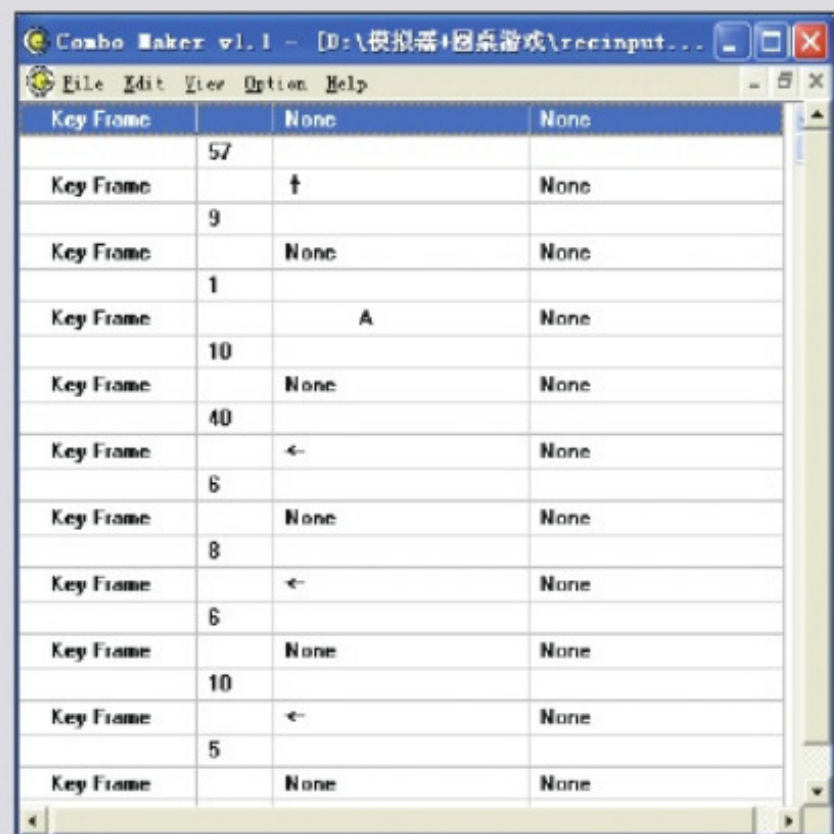 Combo Maker v1.1 - [D:\模拟器+圆桌游戏\recinput...
File Edit View Option Help
Key Frame None None
57
Key Frame ↑ None
9
Key Frame None None
1
Key Frame A None
10
Key Frame None None
40
Key Frame ← None
6
Key Frame None None
8
Key Frame ← None
6
Key Frame None None
10
Key Frame ← None
5
Key Frame None None